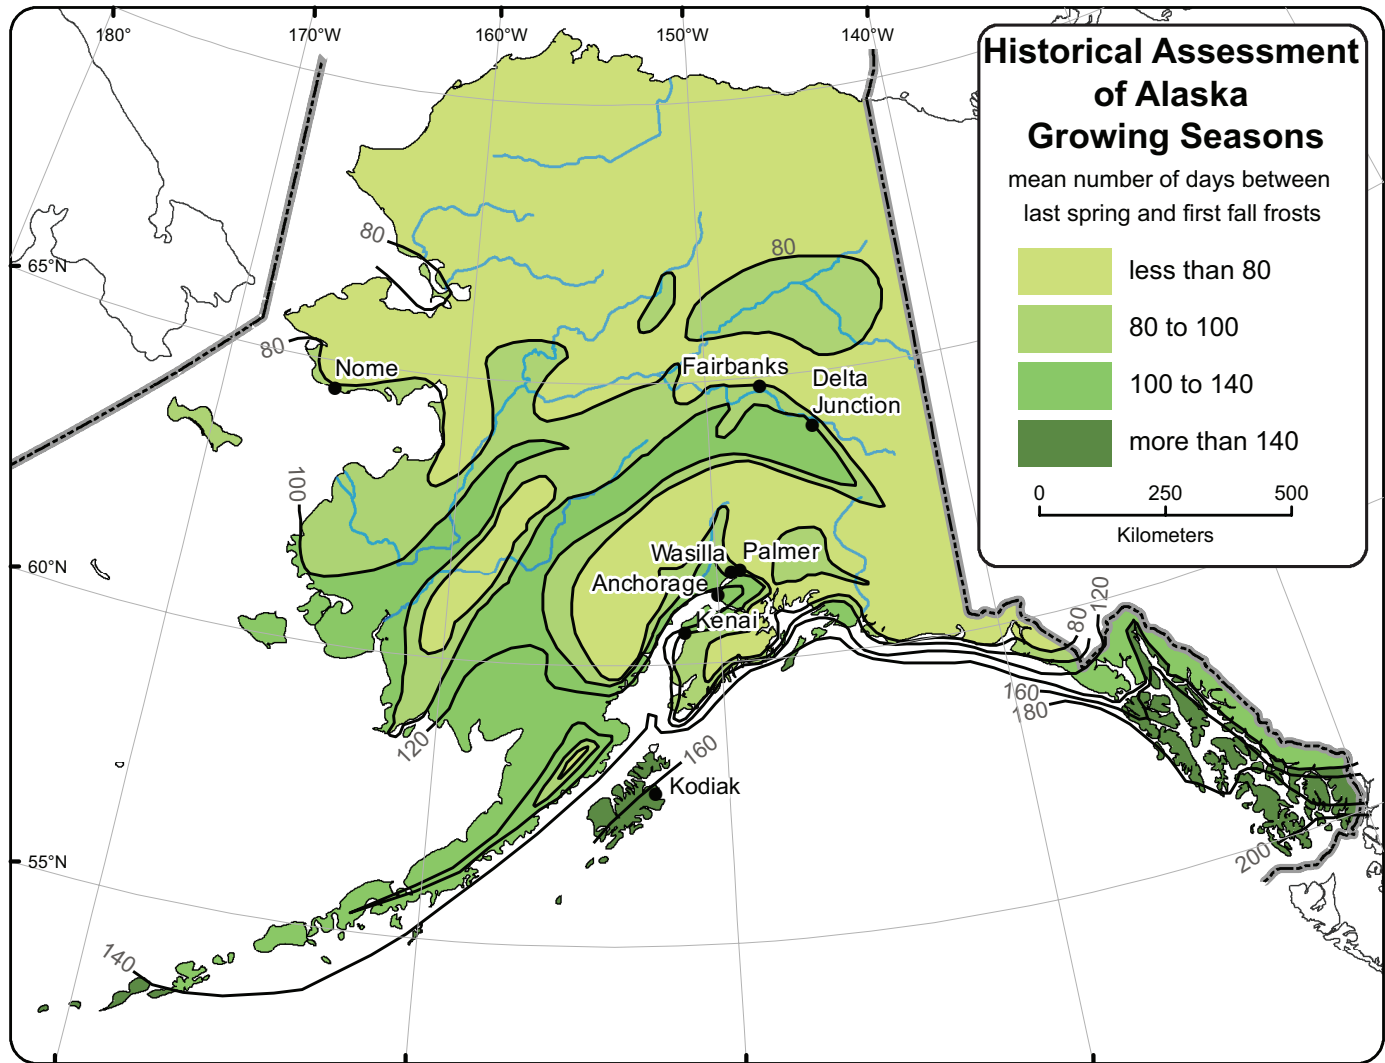 180°
170°W
160°W
150°W
140°W
Historical Assessment
of Alaska
Growing Seasons
mean number of days between
last spring and first fall frosts
less than 80
80 to 100
100 to 140
more than 140
0 250 500
Kilometers
80
80
65°N
80
Nome
Fairbanks
Delta
Junction
100
Wasilla
Palmer
60°N
Anchorage
Kenai
80
120
160
180
120
160
Kodiak
55°N
200
140